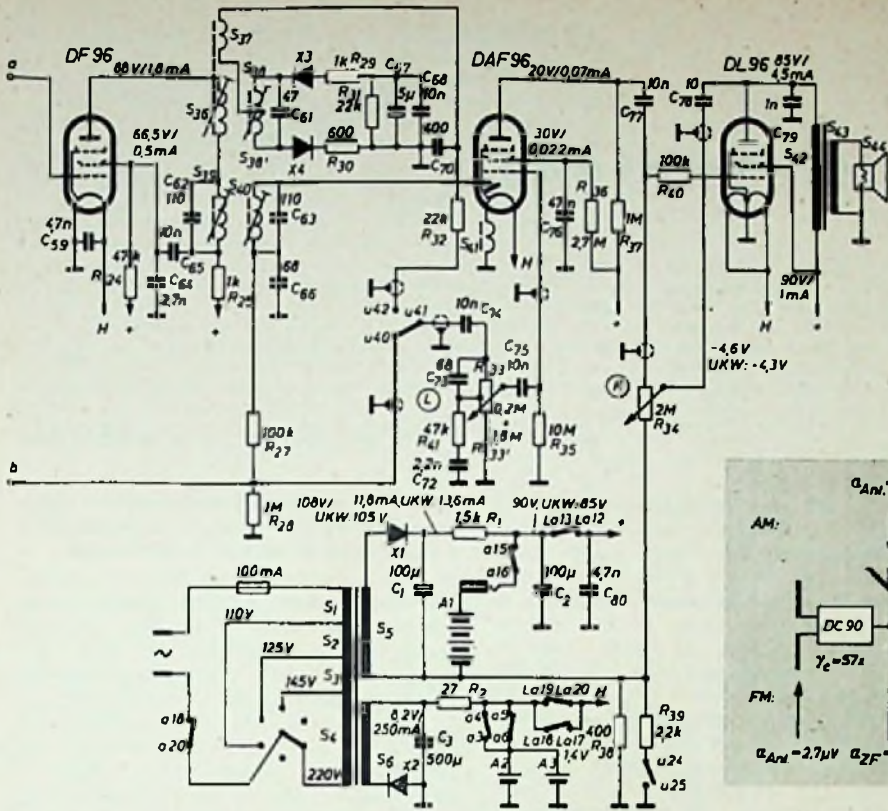 DF 96
DAF96
DL 96
85V/
4,5mA
88V/1,8mA
20V/0,07mA
66,5V/
0,5mA
30V/
0,022mA
a
S37
S36
S38'
X3
1k R29
C68
10n
47
C61
R31
22k
5µ
400
C70
600
R30
X4
S40
C62
110
110
C63
4,7n
C59
10n
C65
47k
R24
C64
2,7n
1k
68
C66
22k
R32
S41
47n
C76
R36
2,7M
1M
R37
10n
C77
10
C78
1n
C79
S42
S43
S44
100k
R40
90V/
1mA
H
+
H
H
+
u42
u41
u40
10n
C74
C75
10n
68
C73
R33
0,2M
+
1,8M
R33'
L
47k
R41
2,2n
C72
10M
R35
K
-4,6V
UKW: -4,3V
2M
R34
100k
R27
b
1M
R28
108V/
UKW: 105V
11,8mA, UKW: 13,6mA
1,5k R1
90V, UKW: 85V
La13 La12
+
X1
a15
a16
100µ
C1
A1
100µ
C2
4,7n
C80
100mA
110V
125V
145V
220V
~
a18
a20
S1
S2
S3
S4
S5
S6
X2
8,2V/
250mA
C3
500µ
27
R2
a4
a3
a5
a6
La19 La20
H
La18 La17
1,4V
A2
A3
400
R38
R39
2,2k
u24
u25
AM:
DC 90
FM: